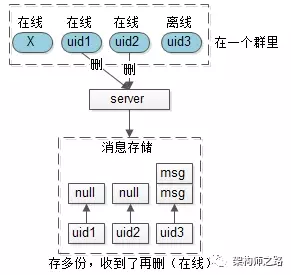 在线 在线 在线 离线
X uid1 uid2 uid3
在一个群里
删 删
server
消息存储
msg
null null msg
uid1 uid2 uid3
存多份，收到了再删（在线）
架构师之路